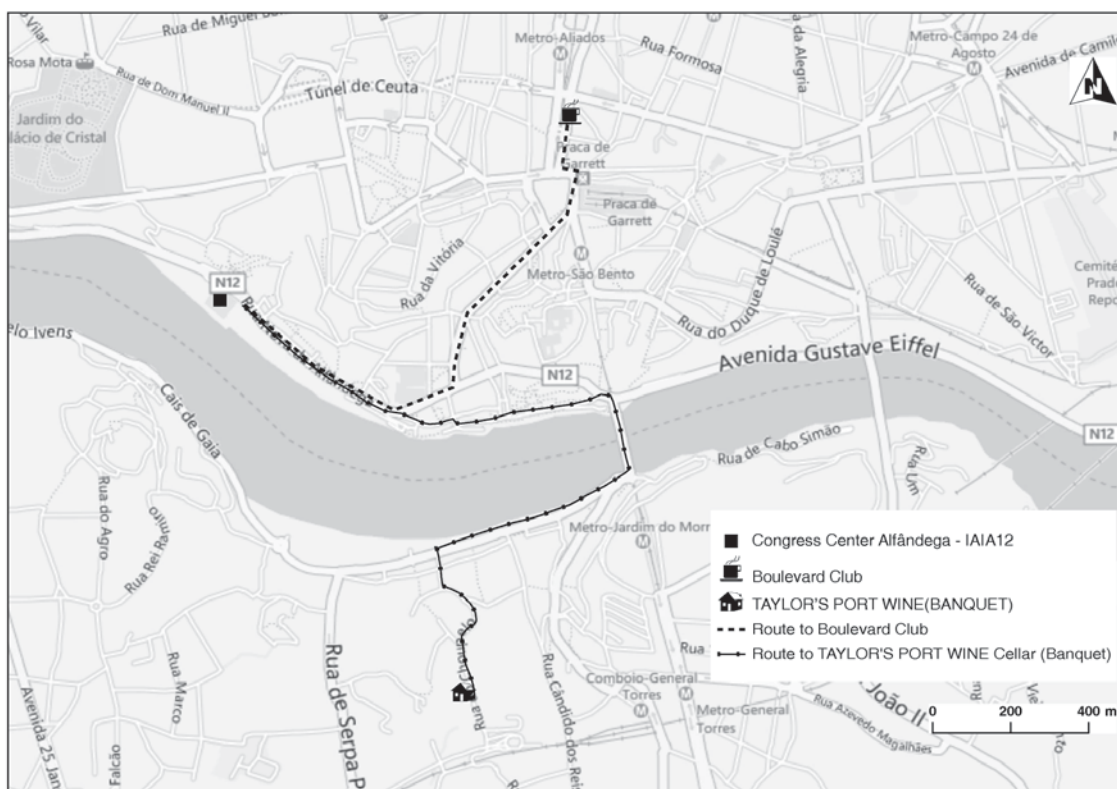 Rua de Miguel Bom
Vilar
Metro-Aliados
Rua Formosa
da Alegria
Metro-Campo 24 de
Agosto
Avenida de Camilo
Rosa Mota
Rua de Dom Manuel II
Túnel de Ceuta
N
Jardim do
lácio de Cristal
Praca de
Garrett
Praca de
Garrett
Rua da Vitória
Metro-São Bento
Rua do Duque de Loulé
Cemité
Prado
Repo
Rua de São Victor
N12
elo Ivens
Avenida Gustave Eiffel
N12
N12
Cais de Gaia
Rua de Cabo Simão
Rua Um
Rua do Agro
Rua Rei Ramiro
Metro-Jardim do Morr
Congress Center Alfândega - IAIA12
Boulevard Club
TAYLOR'S PORT WINE(BANQUET)
Route to Boulevard Club
Route to TAYLOR'S PORT WINE Cellar (Banquet)
Rua Marco
Rua de Serpa P
Rua do Choupelo
Rua Cândido dos Reis
Comboio-General
Torres
Metro-General
Torres
João II
Rua Azevedo Magalhães
0 200 400 m
Avenida 25 Jan
Falcão